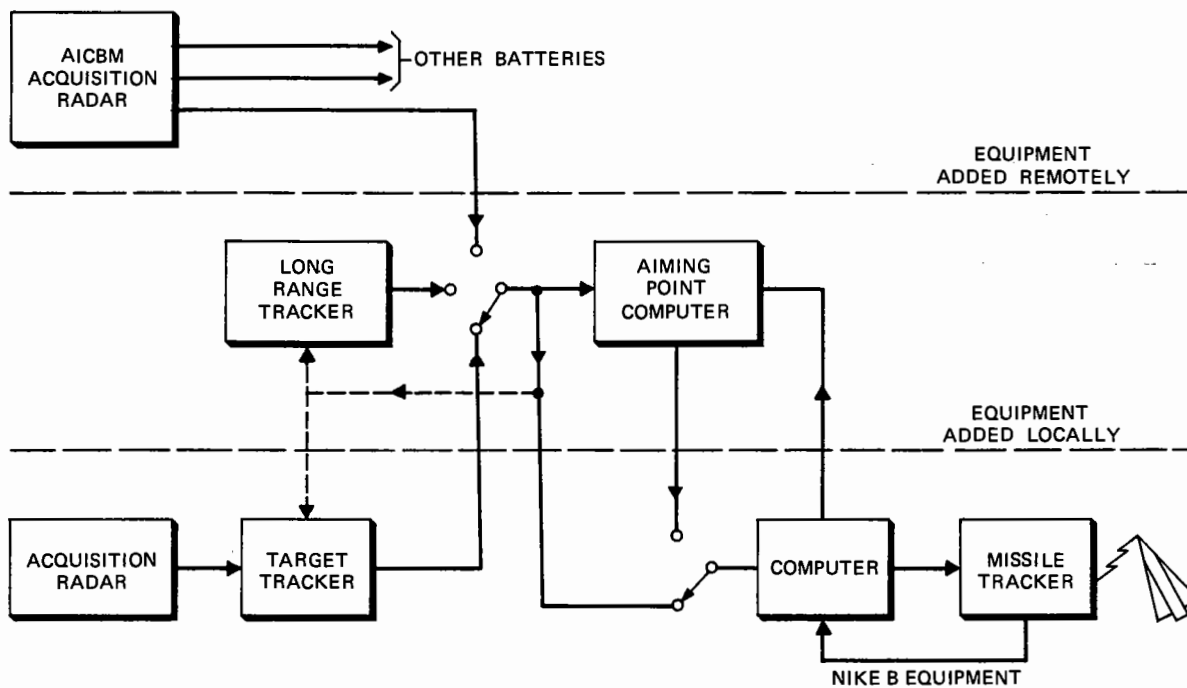 AICBM
ACQUISITION
RADAR
OTHER BATTERIES
EQUIPMENT
ADDED REMOTELY
LONG
RANGE
TRACKER
AIMING
POINT
COMPUTER
EQUIPMENT
ADDED LOCALLY
ACQUISITION
RADAR
TARGET
TRACKER
COMPUTER
MISSILE
TRACKER
NIKE B EQUIPMENT